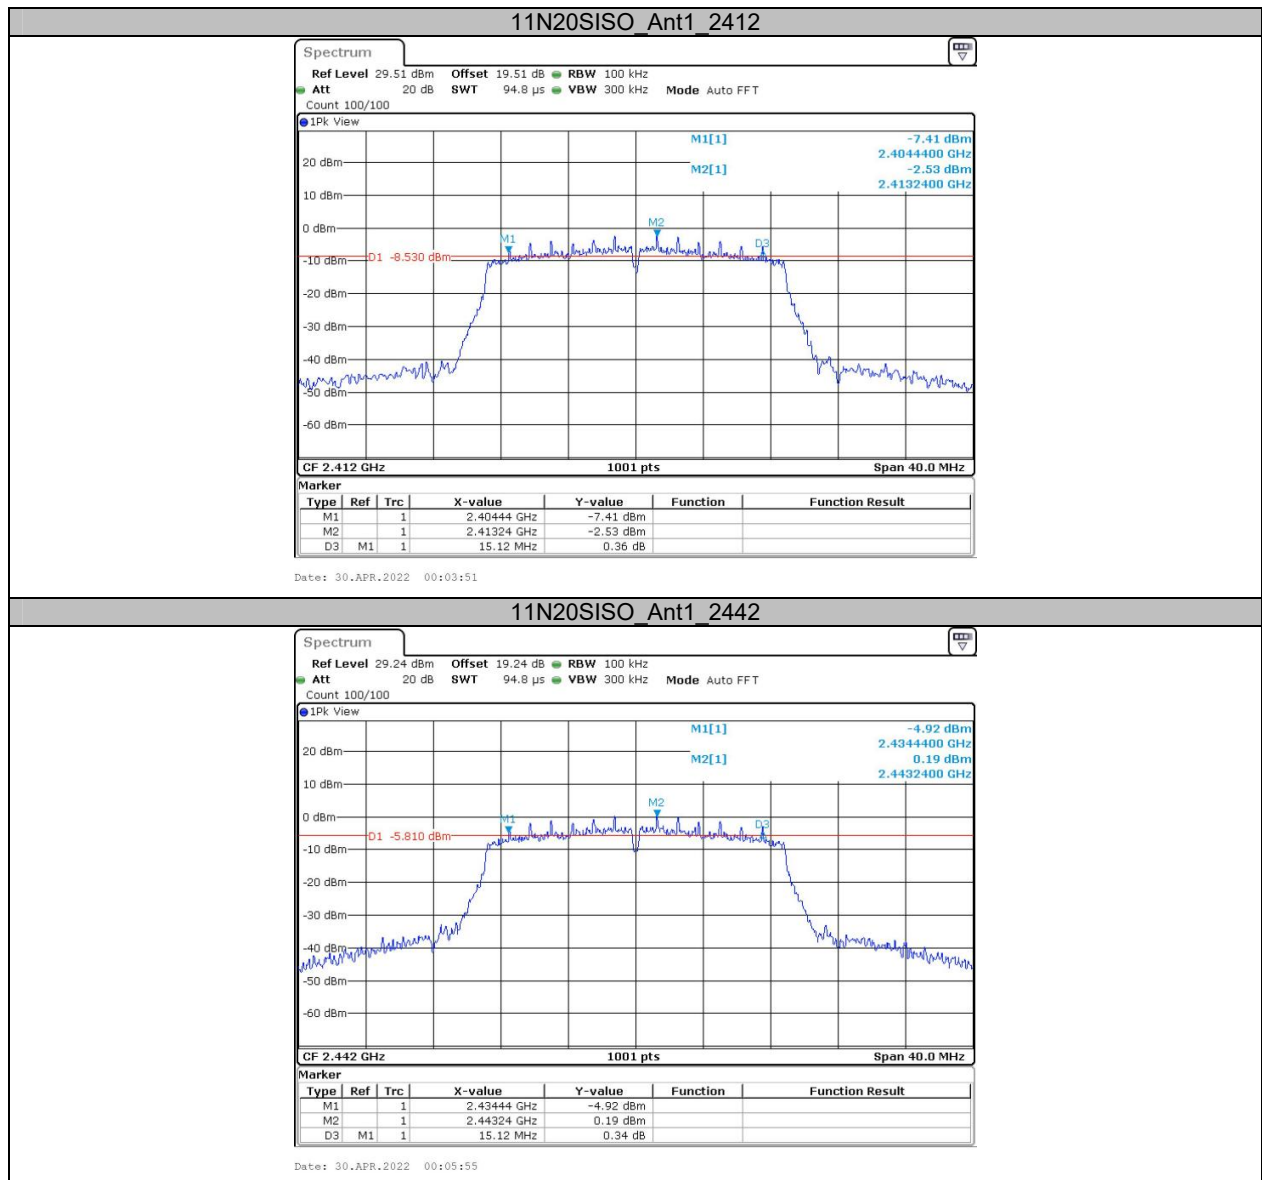 11N20SISO_Ant1_2412
Spectrum
Ref Level 29.51 dBm Offset 19.51 dB RBW 100 kHz
Att 20 dB SWT 94.8 µs VBW 300 kHz Mode Auto FFT
Count 100/100
1Pk View
M1[1] -7.41 dBm
2.4044400 GHz
20 dBm
M2[1] -2.53 dBm
2.4132400 GHz
10 dBm
M2
0 dBm
M1 D3
D1 -8.530 dBm
-10 dBm
-20 dBm
-30 dBm
-40 dBm
-50 dBm
-60 dBm
CF 2.412 GHz 1001 pts Span 40.0 MHz
Marker
Type Ref Trc X-value Y-value Function Function Result
M1 1 2.40444 GHz -7.41 dBm
M2 1 2.41324 GHz -2.53 dBm
D3 M1 1 15.12 MHz 0.36 dB
Date: 30.APR.2022 00:03:51
11N20SISO_Ant1_2442
Spectrum
Ref Level 29.24 dBm Offset 19.24 dB RBW 100 kHz
Att 20 dB SWT 94.8 µs VBW 300 kHz Mode Auto FFT
Count 100/100
1Pk View
M1[1] -4.92 dBm
2.4344400 GHz
20 dBm
M2[1] 0.19 dBm
2.4432400 GHz
10 dBm
M2
0 dBm
M1 D3
D1 -5.810 dBm
-10 dBm
-20 dBm
-30 dBm
-40 dBm
-50 dBm
-60 dBm
CF 2.442 GHz 1001 pts Span 40.0 MHz
Marker
Type Ref Trc X-value Y-value Function Function Result
M1 1 2.43444 GHz -4.92 dBm
M2 1 2.44324 GHz 0.19 dBm
D3 M1 1 15.12 MHz 0.34 dB
Date: 30.APR.2022 00:05:55